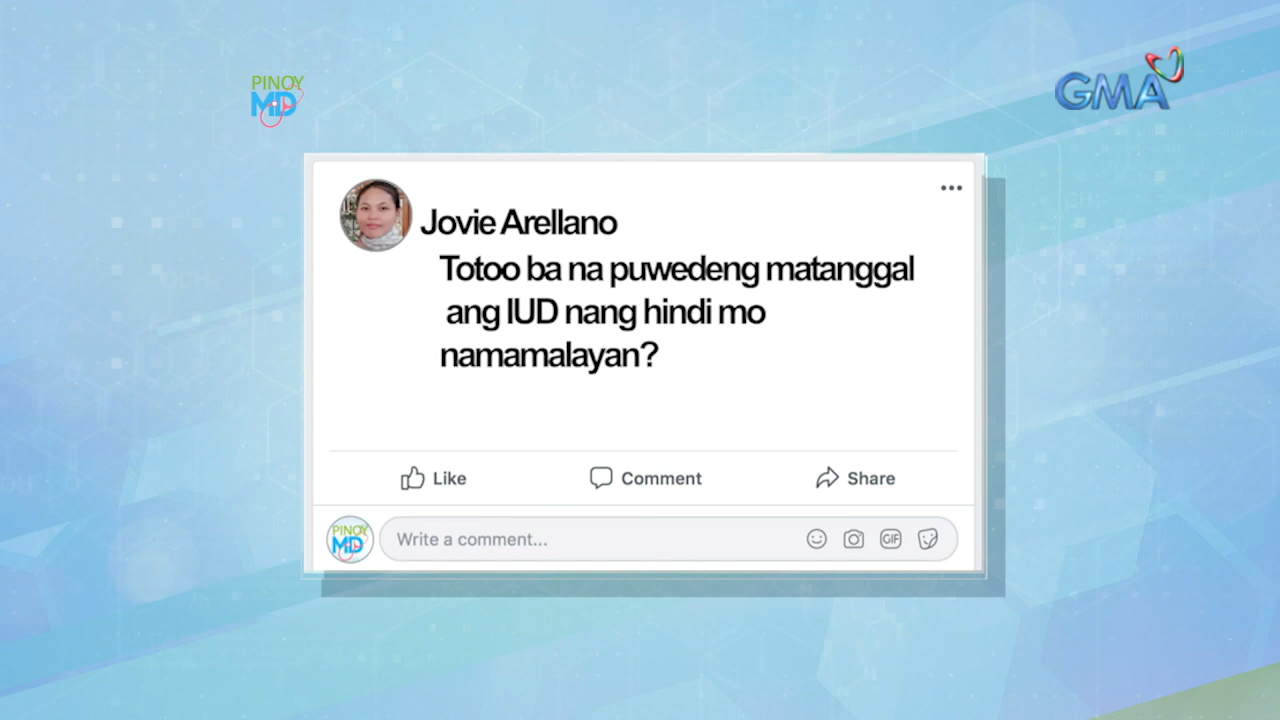 PINOY
MD
GMA
Jovie Arellano
Totoo ba na puwedeng matanggal
ang IUD nang hindi mo
namamalayan?
Like
Comment
Share
PINOY
MD
Write a comment...
GIF